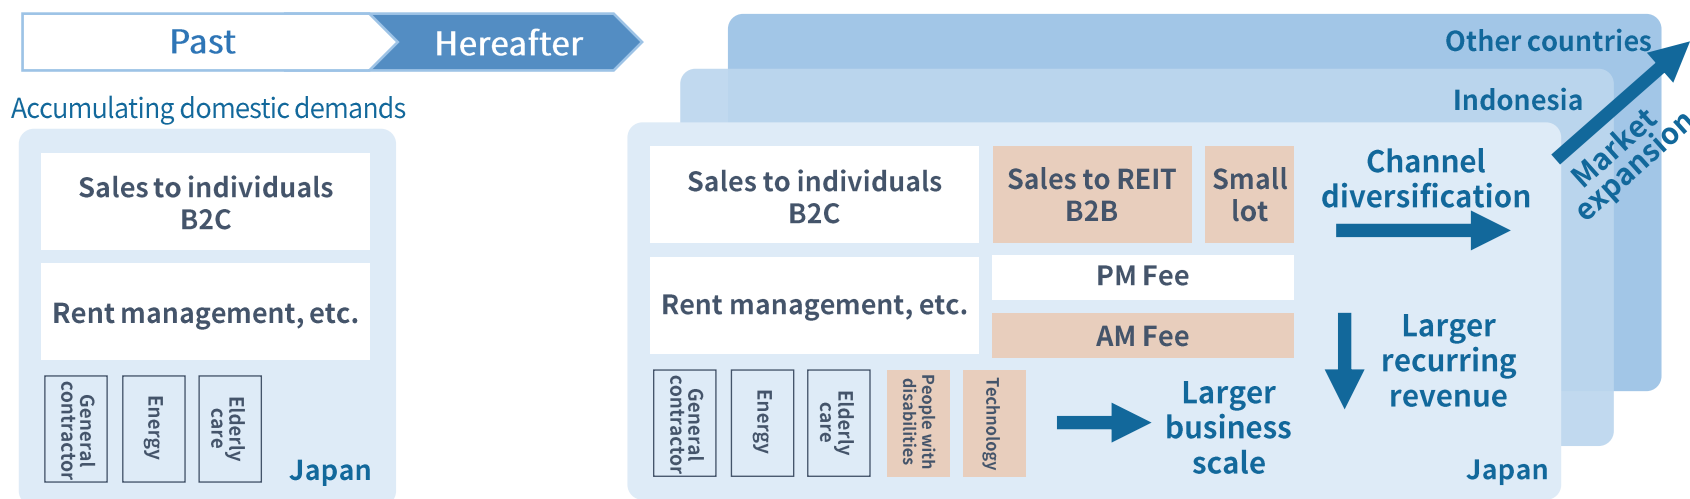 Past
Hereafter
Accumulating domestic demands
Sales to individuals
B2C
Rent management, etc.
General
contractor
Energy
Elderly
care
Japan
Other countries
Indonesia
Market
expansion
Sales to individuals
B2C
Sales to REIT
B2B
Small
lot
Channel
diversification
Rent management, etc.
PM Fee
AM Fee
Larger
recurring
revenue
General
contractor
Energy
Elderly
care
People with
disabilities
Technology
Larger
business
scale
Japan